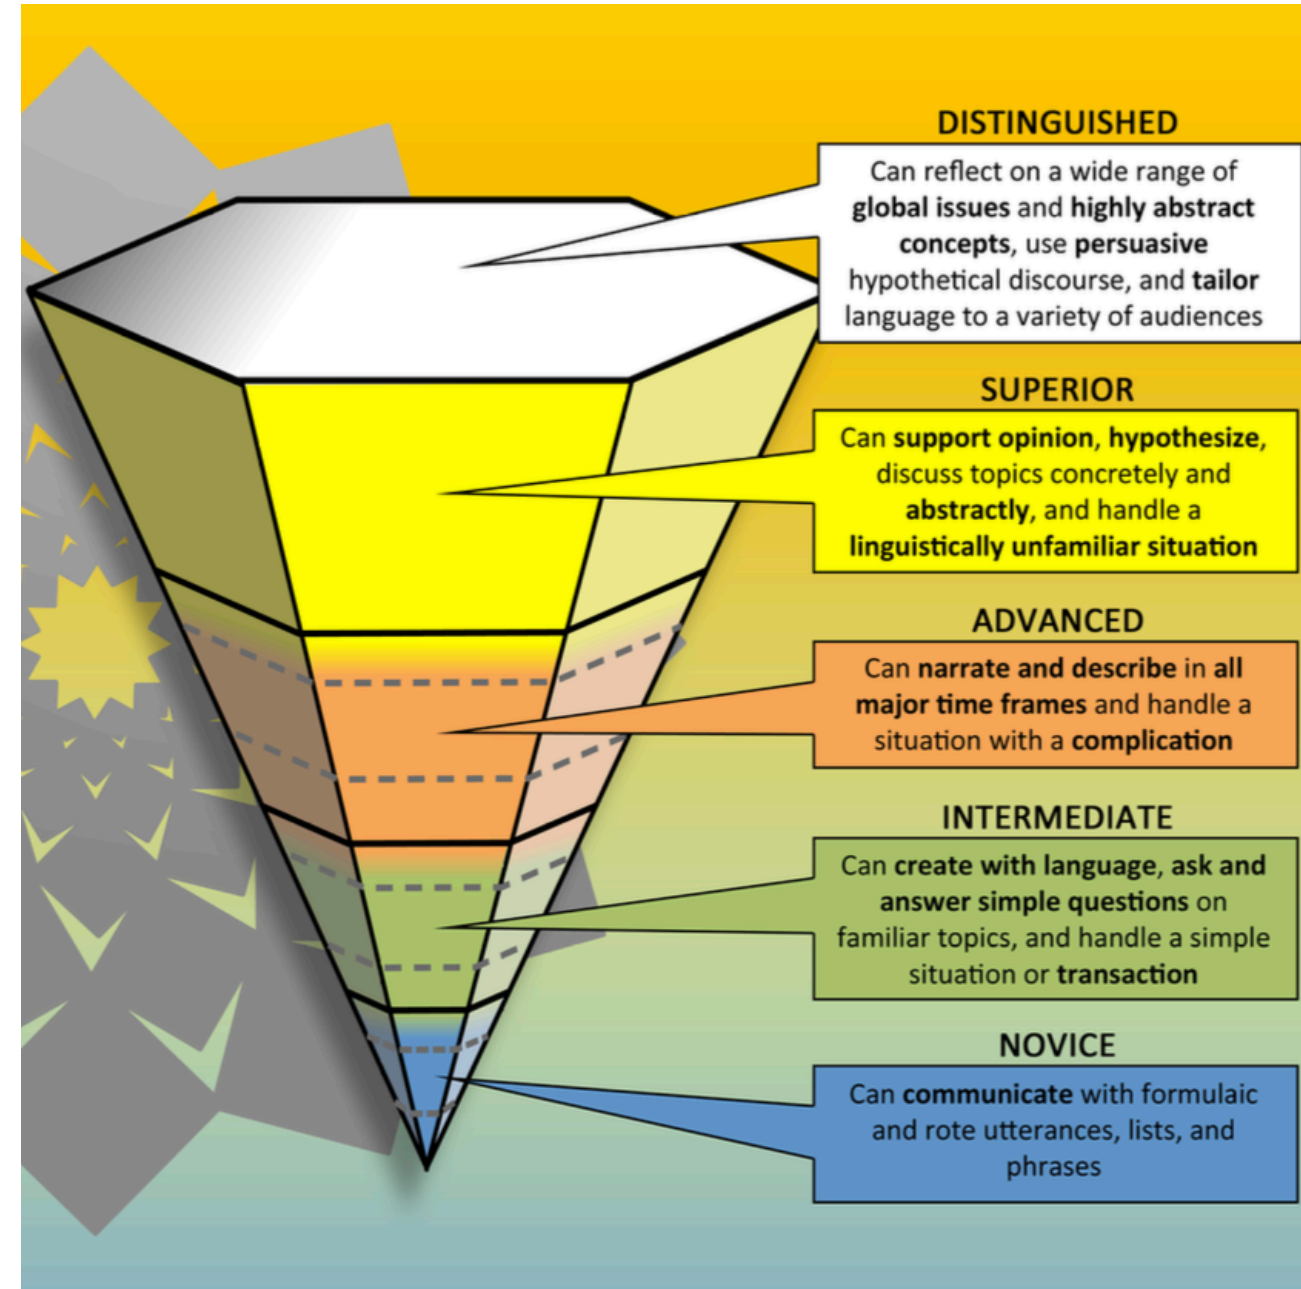 DISTINGUISHED
Can reflect on a wide range of
global issues and highly abstract
concepts, use persuasive
hypothetical discourse, and tailor
language to a variety of audiences
SUPERIOR
Can support opinion, hypothesize,
discuss topics concretely and
abstractly, and handle a
linguistically unfamiliar situation
ADVANCED
Can narrate and describe in all
major time frames and handle a
situation with a complication
INTERMEDIATE
Can create with language, ask and
answer simple questions on
familiar topics, and handle a simple
situation or transaction
NOVICE
Can communicate with formulaic
and rote utterances, lists, and
phrases